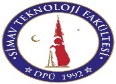 SİMAV TEKNOLOJİ FAKÜLTESİ
DPÜ 1992